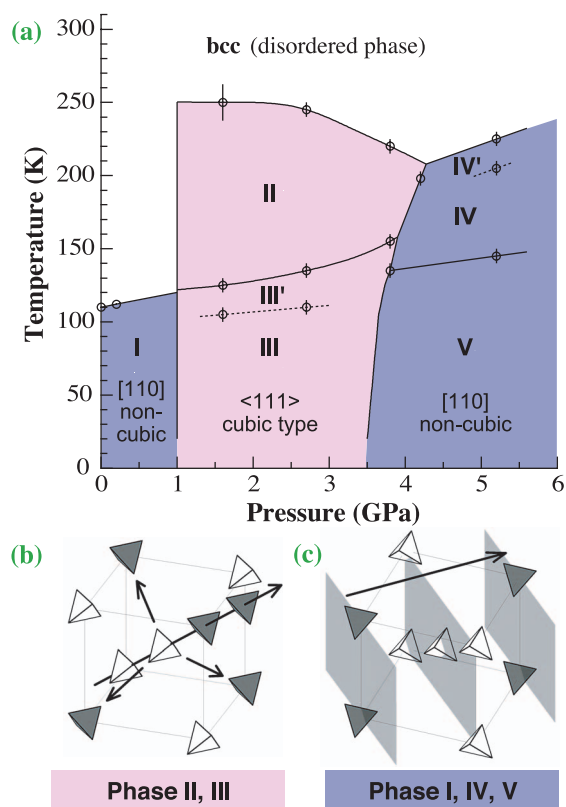 (a)
300
250
200
150
100
50
0
Temperature (K)
bcc (disordered phase)
II
III'
III
I
IV'
IV
V
[110]
non-
cubic
<111>
cubic type
[110]
non-cubic
0 1 2 3 4 5 6
Pressure (GPa)
(b)
(c)
Phase II, III
Phase I, IV, V